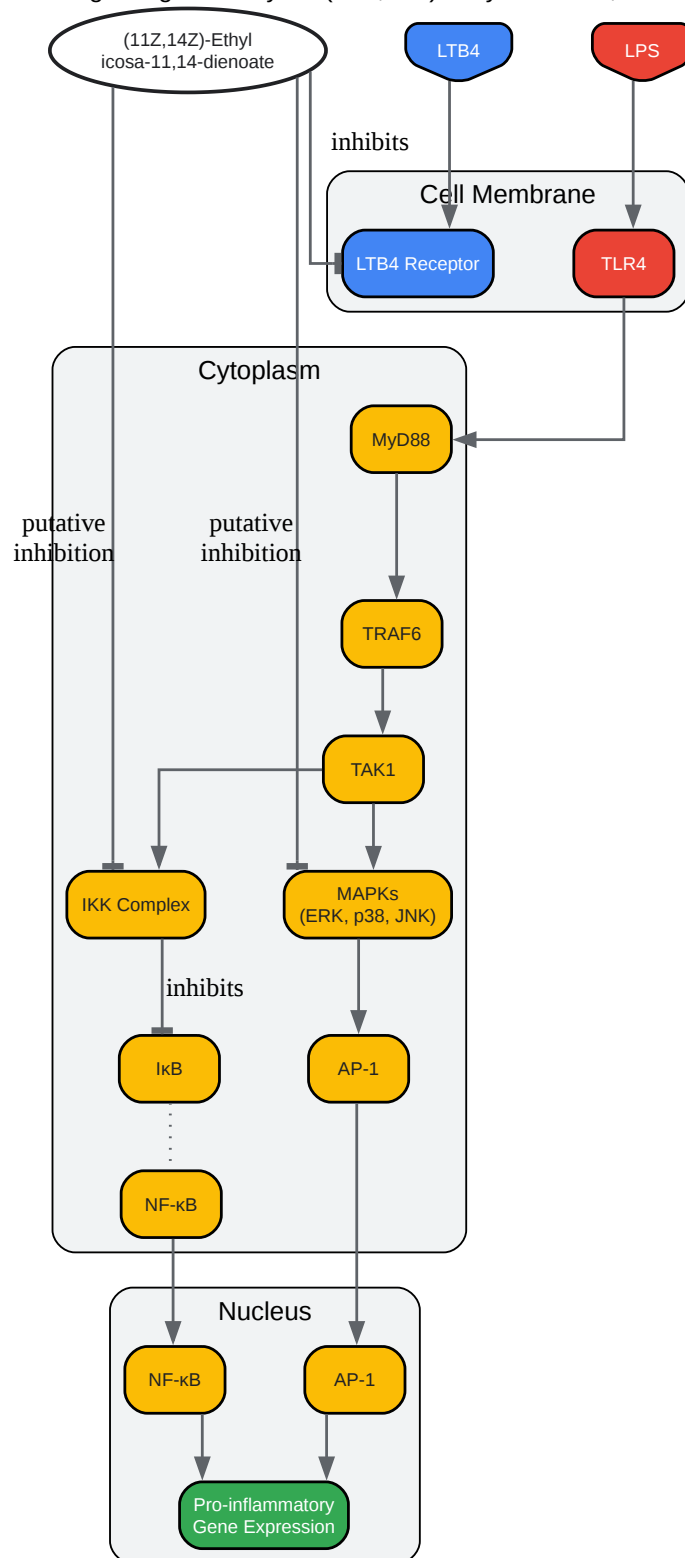 (11Z,14Z)-Ethyl
icosa-11,14-dienoate
LTB4
LPS
inhibits
Cell Membrane
LTB4 Receptor
TLR4
Cytoplasm
MyD88
putative
inhibition
putative
inhibition
TRAF6
TAK1
IKK Complex
MAPKs
(ERK, p38, JNK)
inhibits
IκB
AP-1
NF-κB
Nucleus
NF-κB
AP-1
Pro-inflammatory
Gene Expression